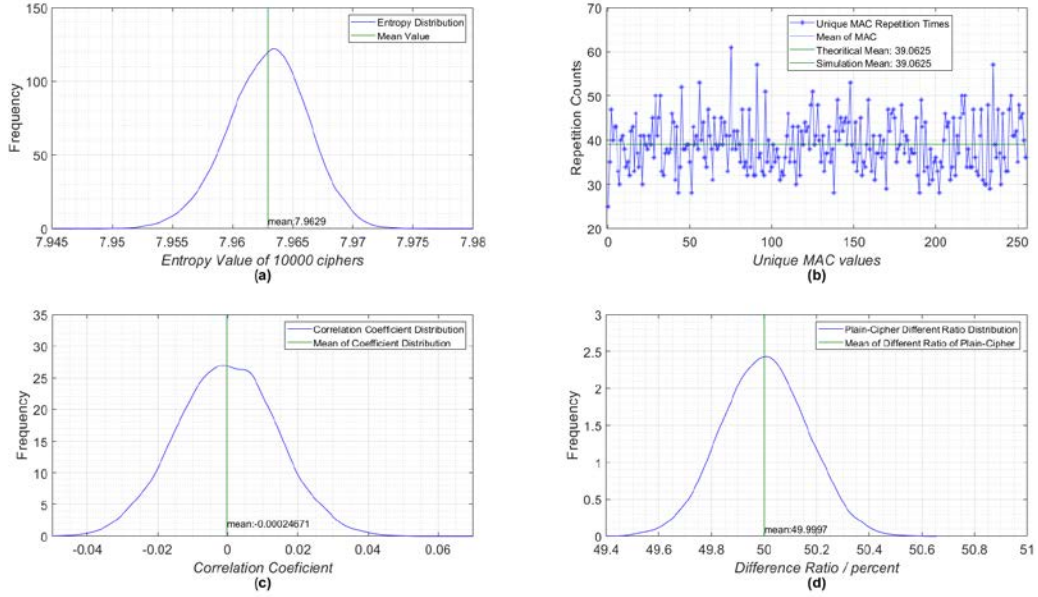 150
100
50
0
Frequency
Entropy Distribution
Mean Value
mean:7.9629
7.945 7.95 7.955 7.96 7.965 7.97 7.975 7.98
Entropy Value of 10000 ciphers
(a)
70
60
50
40
30
20
Repetition Counts
Unique MAC Repetition Times
Mean of MAC
Theoritical Mean: 39.0625
Simulation Mean: 39.0625
0 50 100 150 200 250
Unique MAC values
(b)
35
30
25
20
15
10
5
0
Frequency
Correlation Coefficient Distribution
Mean of Coefficient Distribution
mean:-0.00024671
-0.04 -0.02 0 0.02 0.04 0.06
Correlation Coeficient
(c)
3
2.5
2
1.5
1
0.5
0
Frequency
Plain-Cipher Different Ratio Distribution
Mean of Different Ratio of Plain-Cipher
mean:49.9997
49.4 49.6 49.8 50 50.2 50.4 50.6 50.8 51
Difference Ratio / percent
(d)